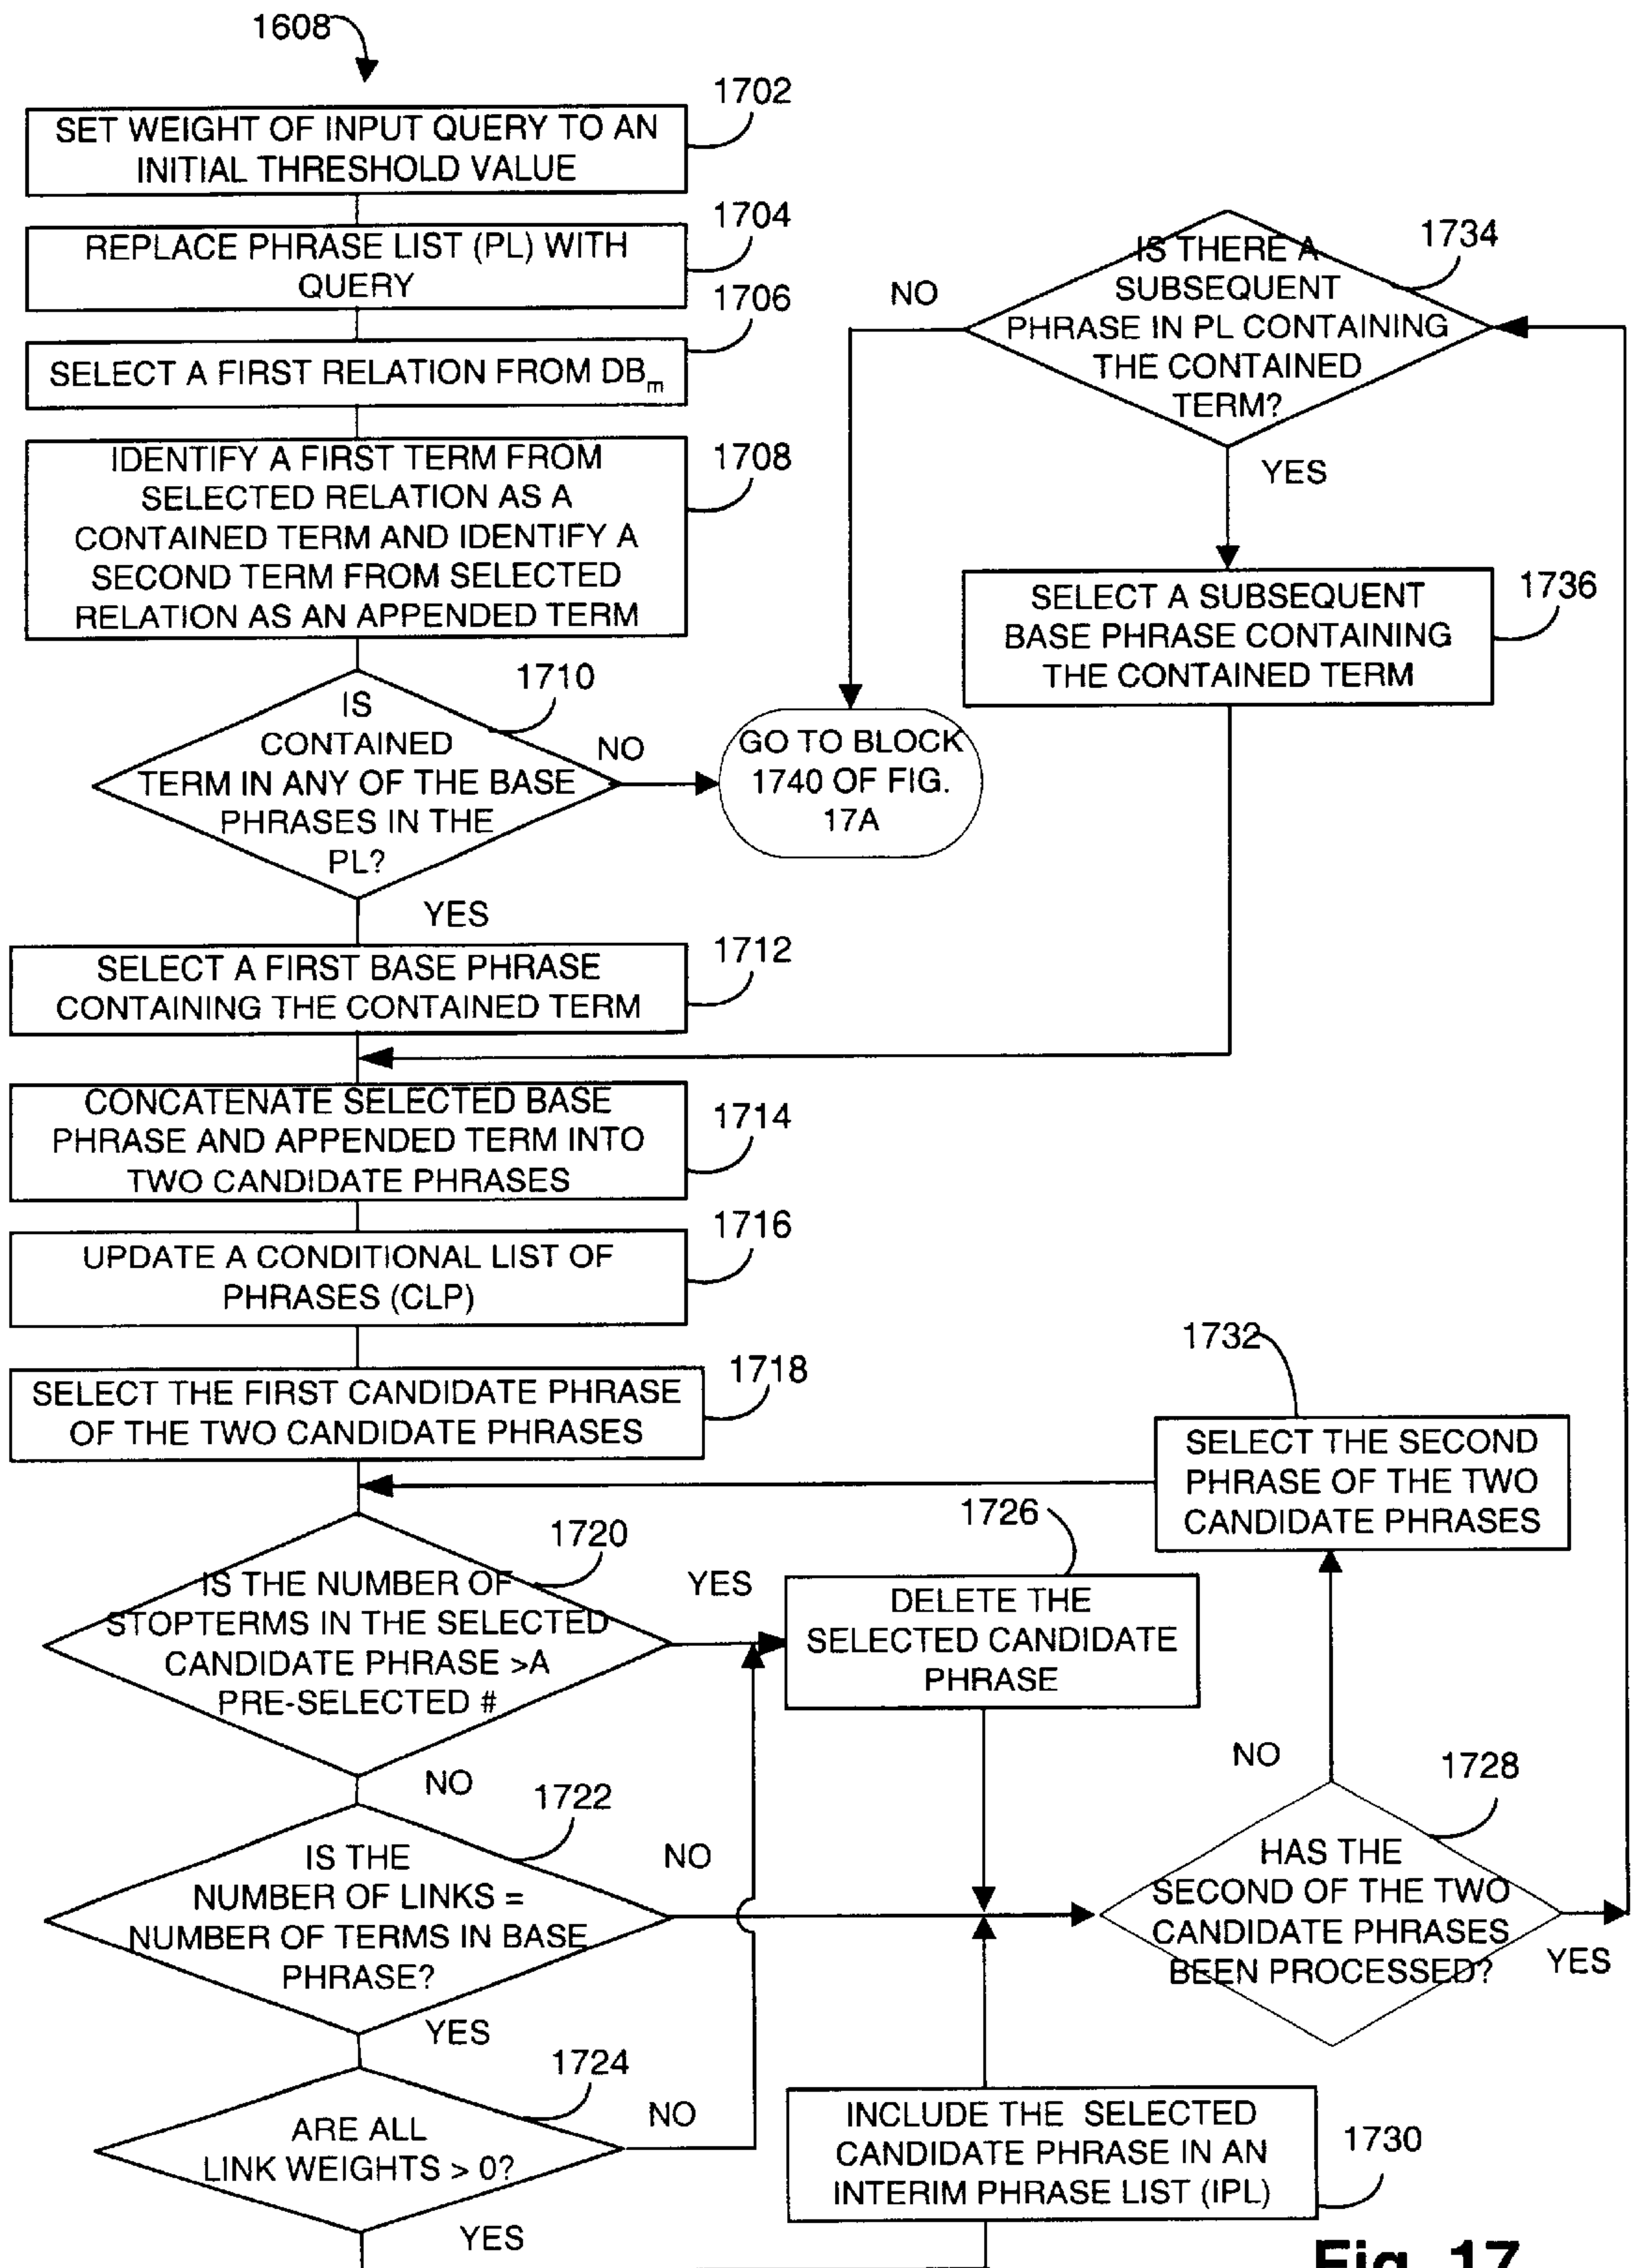 1608
1702
SET WEIGHT OF INPUT QUERY TO AN
INITIAL THRESHOLD VALUE
1704
REPLACE PHRASE LIST (PL) WITH
QUERY
1706
SELECT A FIRST RELATION FROM DBm
1708
IDENTIFY A FIRST TERM FROM
SELECTED RELATION AS A
CONTAINED TERM AND IDENTIFY A
SECOND TERM FROM SELECTED
RELATION AS AN APPENDED TERM
1710
IS
CONTAINED
TERM IN ANY OF THE BASE
PHRASES IN THE
PL?
NO
GO TO BLOCK
1740 OF FIG.
17A
YES
1712
SELECT A FIRST BASE PHRASE
CONTAINING THE CONTAINED TERM
1714
CONCATENATE SELECTED BASE
PHRASE AND APPENDED TERM INTO
TWO CANDIDATE PHRASES
1716
UPDATE A CONDITIONAL LIST OF
PHRASES (CLP)
1718
SELECT THE FIRST CANDIDATE PHRASE
OF THE TWO CANDIDATE PHRASES
1720
IS THE NUMBER OF
STOPTERMS IN THE SELECTED
CANDIDATE PHRASE >A
PRE-SELECTED #
YES
NO
1722
IS THE
NUMBER OF LINKS =
NUMBER OF TERMS IN BASE
PHRASE?
NO
YES
1724
ARE ALL
LINK WEIGHTS > 0?
NO
YES
1726
DELETE THE
SELECTED CANDIDATE
PHRASE
1728
HAS THE
SECOND OF THE TWO
CANDIDATE PHRASES
BEEN PROCESSED?
NO
YES
1730
INCLUDE THE SELECTED
CANDIDATE PHRASE IN AN
INTERIM PHRASE LIST (IPL)
1732
SELECT THE SECOND
PHRASE OF THE TWO
CANDIDATE PHRASES
1734
IS THERE A
SUBSEQUENT
PHRASE IN PL CONTAINING
THE CONTAINED
TERM?
NO
YES
1736
SELECT A SUBSEQUENT
BASE PHRASE CONTAINING
THE CONTAINED TERM
Fig. 17